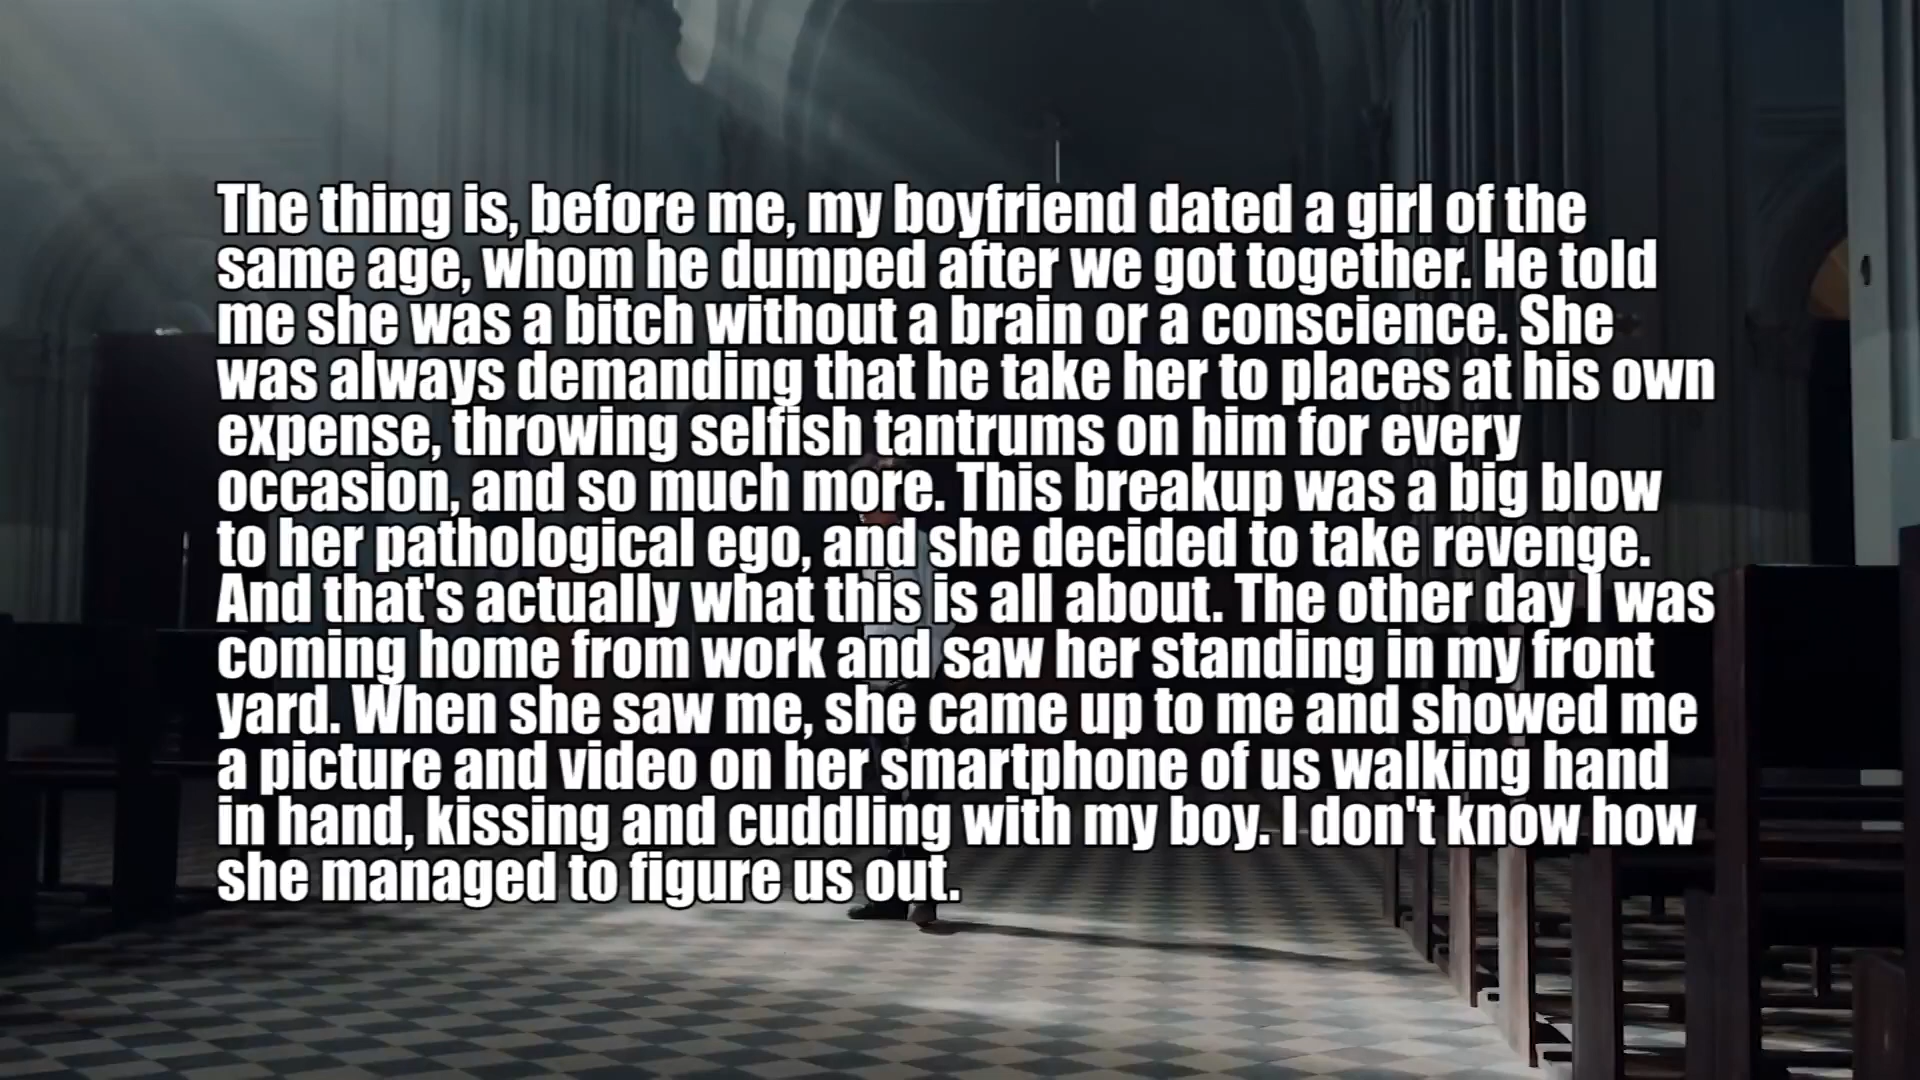 The thing is, before me, my boyfriend dated a girl of the
same age, whom he dumped after we got together. He told
me she was a bitch without a brain or a conscience. She
was always demanding that he take her to places at his own
expense, throwing selfish tantrums on him for every
occasion, and so much more. This breakup was a big blow
to her pathological ego, and she decided to take revenge.
And that's actually what this is all about. The other day I was
coming home from work and saw her standing in my front
yard. When she saw me, she came up to me and showed me
a picture and video on her smartphone of us walking hand
in hand, kissing and cuddling with my boy. I don't know how
she managed to figure us out.